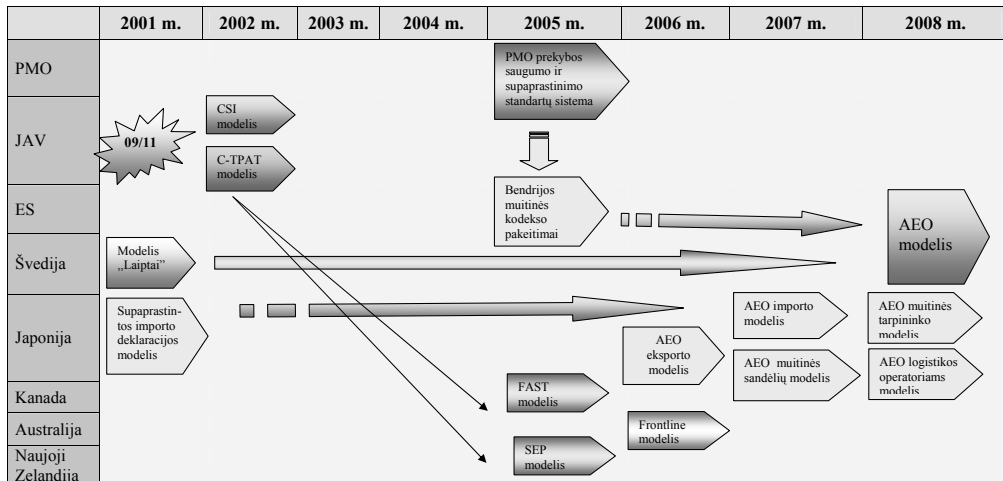 2001 m. 2002 m. 2003 m. 2004 m. 2005 m. 2006 m. 2007 m. 2008 m.
PMO
PMO prekybos
saugumo ir
supaprastinimo
standartų sistema
JAV
09/11
CSI
modelis
C-TPAT
modelis
ES
Bendrijos
muitinės
kodekso
pakeitimai
AEO
modelis
Švedija
Modelis
„Laiptai”
Japonija
Supaprastin-
tos importo
deklaracijos
modelis
AEO
eksporto
modelis
AEO importo
modelis
AEO muitinės
sandėlių modelis
AEO muitinės
tarpininko
modelis
AEO logistikos
operatoriams
modelis
Kanada
FAST
modelis
Australija
Frontline
modelis
Naujoji
Zelandija
SEP
modelis